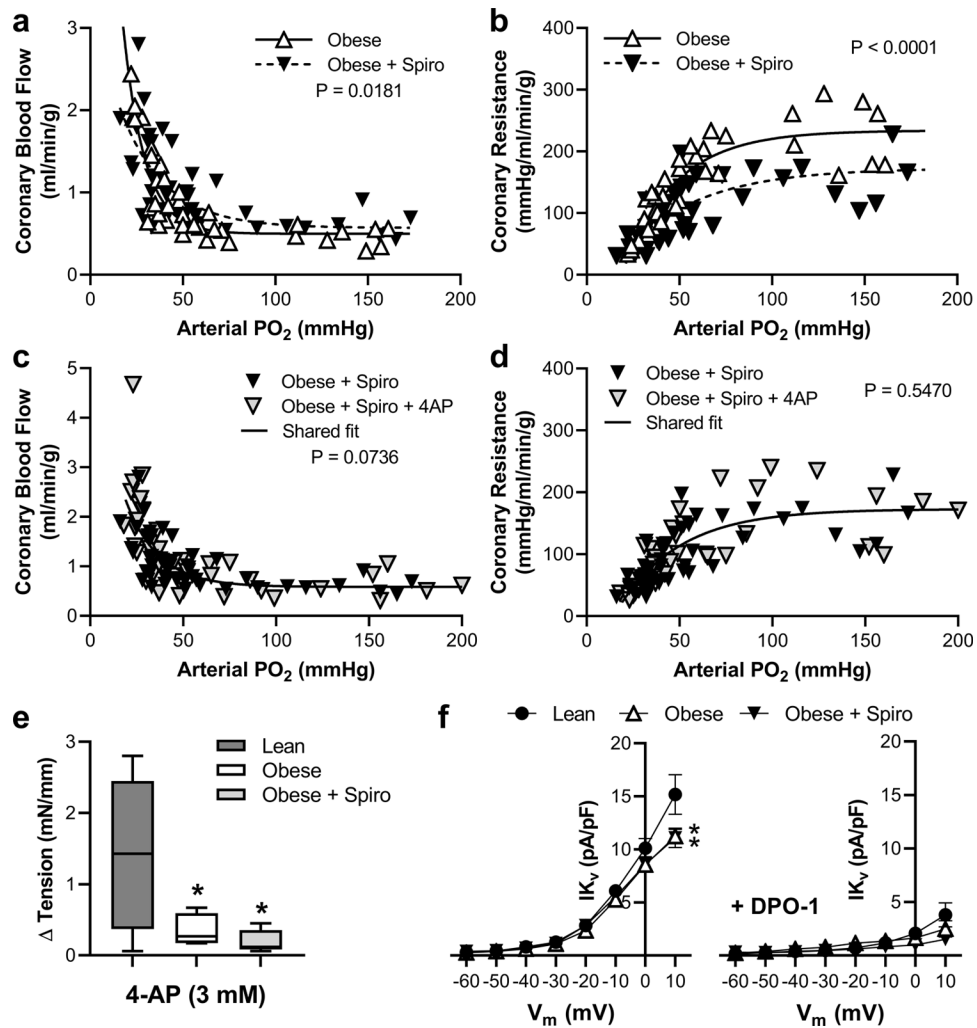 a
Coronary Blood Flow
(ml/min/g)
3
2
1
0
Obese
Obese + Spiro
P = 0.0181
0 50 100 150 200
Arterial PO₂ (mmHg)
b
Coronary Resistance
(mmHg/ml/min/g)
400
300
200
100
0
Obese
Obese + Spiro
P < 0.0001
0 50 100 150 200
Arterial PO₂ (mmHg)
c
Coronary Blood Flow
(ml/min/g)
5
4
3
2
1
0
Obese + Spiro
Obese + Spiro + 4AP
Shared fit
P = 0.0736
0 50 100 150 200
Arterial PO₂ (mmHg)
d
Coronary Resistance
(mmHg/ml/min/g)
400
300
200
100
0
Obese + Spiro
Obese + Spiro + 4AP
Shared fit
P = 0.5470
0 50 100 150 200
Arterial PO₂ (mmHg)
e
Δ Tension (mN/mm)
3
2
1
0
Lean
Obese
Obese + Spiro
*
*
4-AP (3 mM)
f
Lean Obese Obese + Spiro
IKᵥ (pA/pF)
20
15
10
5
*
*
-60 -50 -40 -30 -20 -10 0 10
Vₘ (mV)
IKᵥ (pA/pF)
20
15
10
5
+ DPO-1
-60 -50 -40 -30 -20 -10 0 10
Vₘ (mV)